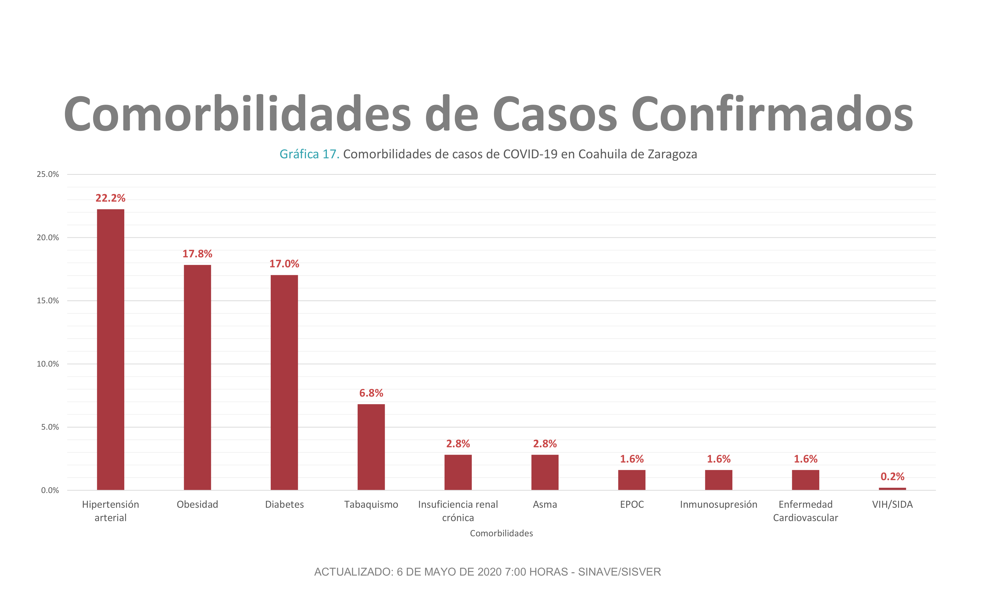 Comorbilidades de Casos Confirmados
Gráfica 17. Comorbilidades de casos de COVID-19 en Coahuila de Zaragoza
25.0%
20.0%
15.0%
10.0%
5.0%
0.0%
22.2%
17.8%
17.0%
6.8%
2.8%
2.8%
1.6%
1.6%
1.6%
0.2%
Hipertensión
arterial
Obesidad
Diabetes
Tabaquismo
Insuficiencia renal
crónica
Asma
EPOC
Inmunosupresión
Enfermedad
Cardiovascular
VIH/SIDA
Comorbilidades
ACTUALIZADO: 6 DE MAYO DE 2020 7:00 HORAS - SINAVE/SISVER